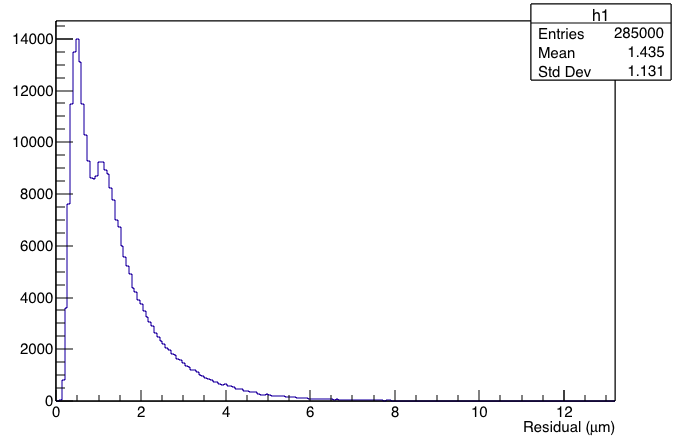 h1
Entries 285000
Mean 1.435
Std Dev 1.131
14000
12000
10000
8000
6000
4000
2000
0
0 2 4 6 8 10 12
Residual (μm)